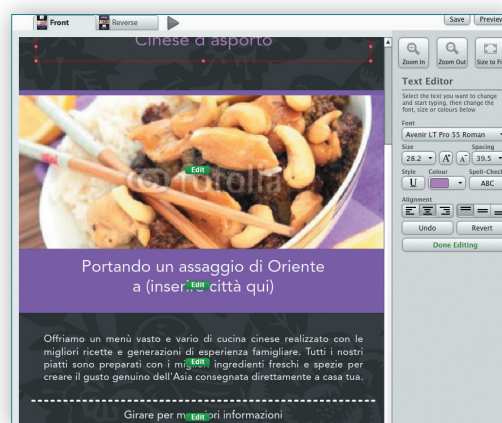 Front
Reverse
Save
Preview
Cinese d'asporto
Zoom In
Zoom Out
Size to Fi
Text Editor
Select the text you want to change
and start typing, then change the
font, size or colours below
Font
Avenir LT Pro 55 Roman
Size
Spacing
28.2
A
A
39.5
Style
Colour
Spell-Check
U
ABC
Alignment
Undo
Revert
Done Editing
Edit
fotolia
Portando un assaggio di Oriente
a (inserire città qui)
Edit
Offriamo un menù vasto e vario di cucina cinese realizzato con le
migliori ricette e generazioni di esperienza famigliare. Tutti i nostri
piatti sono preparati con i migliori ingredienti freschi e spezie per
creare il gusto genuino dell'Asia consegnata direttamente a casa tua.
Edit
Girare per maggiori informazioni
Edit